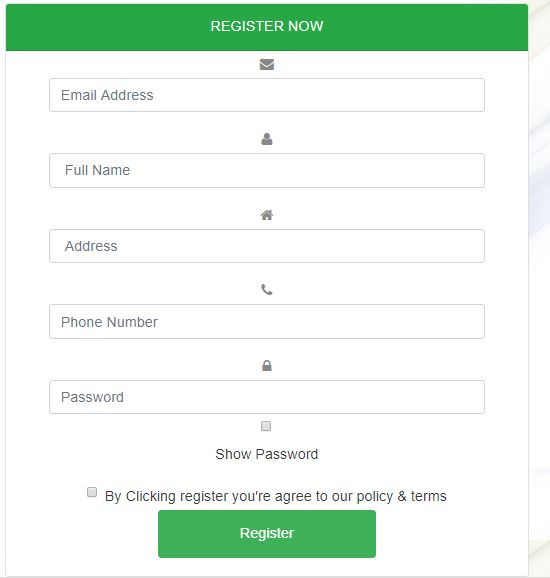 REGISTER NOW
Email Address
Full Name
Address
Phone Number
Password
Show Password
By Clicking register you're agree to our policy & terms
Register